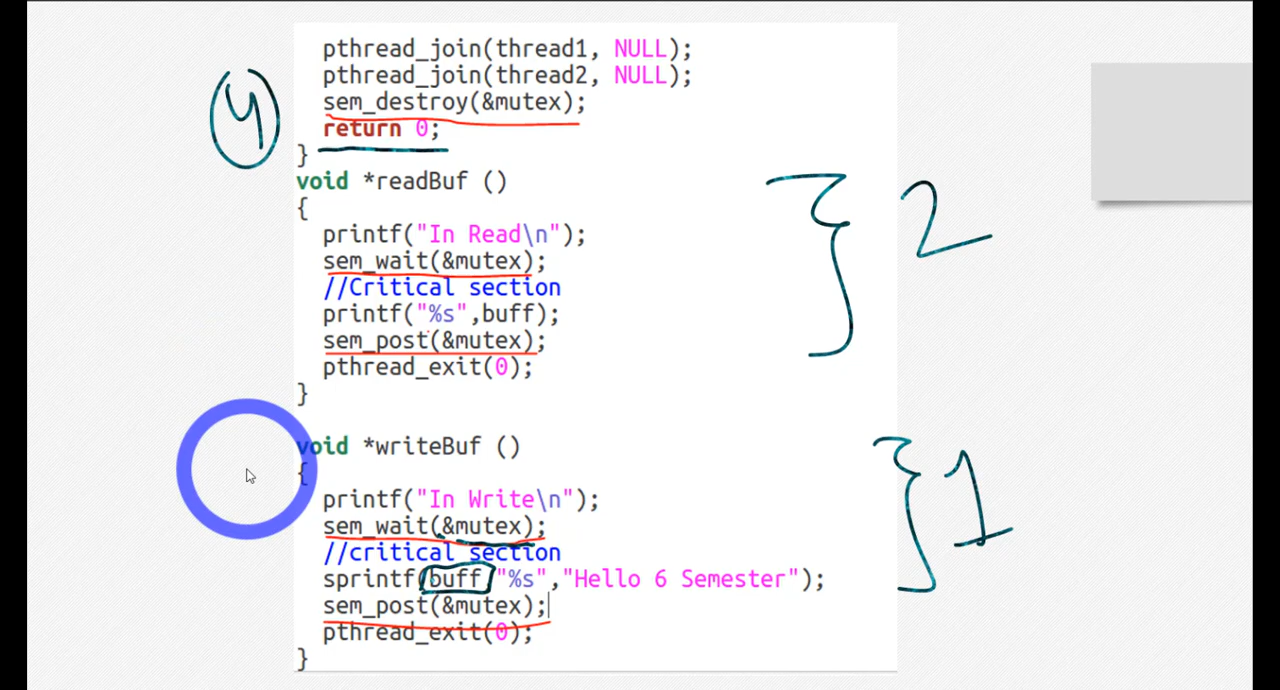 pthread_join(thread1, NULL);
pthread_join(thread2, NULL);
4
sem_destroy(&mutex);
return 0;
}
void *readBuf ()
{
2
printf("In Read\n");
sem_wait(&mutex);
//Critical section
printf("%s",buff);
sem_post(&mutex);
pthread_exit(0);
}
void *writeBuf ()
{
1
printf("In Write\n");
sem_wait(&mutex);
//critical section
sprintf(buff,"%s","Hello 6 Semester");
sem_post(&mutex);
pthread_exit(0);
}